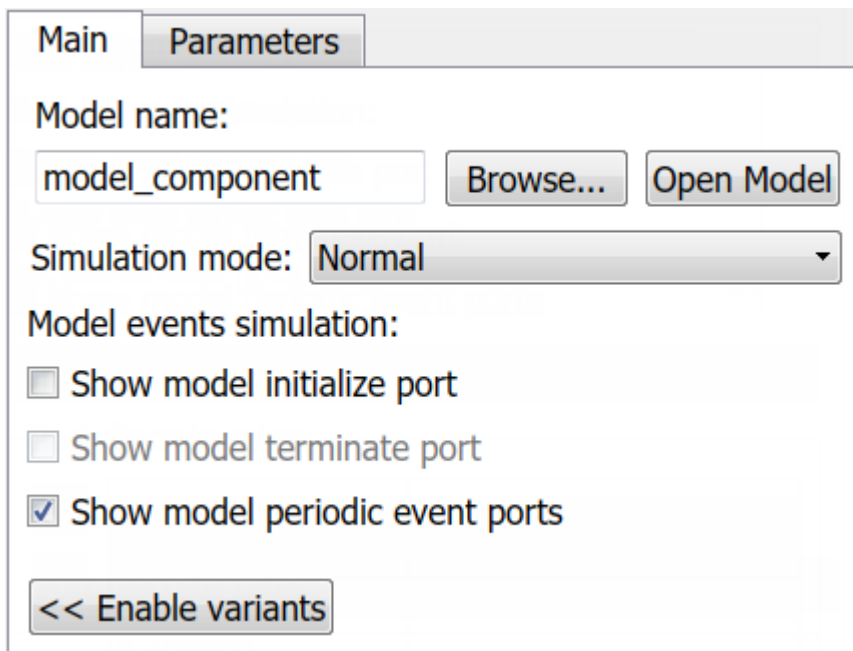 Main Parameters
Model name:
model_component Browse... Open Model
Simulation mode: Normal
Model events simulation:
Show model initialize port
Show model terminate port
Show model periodic event ports
<< Enable variants